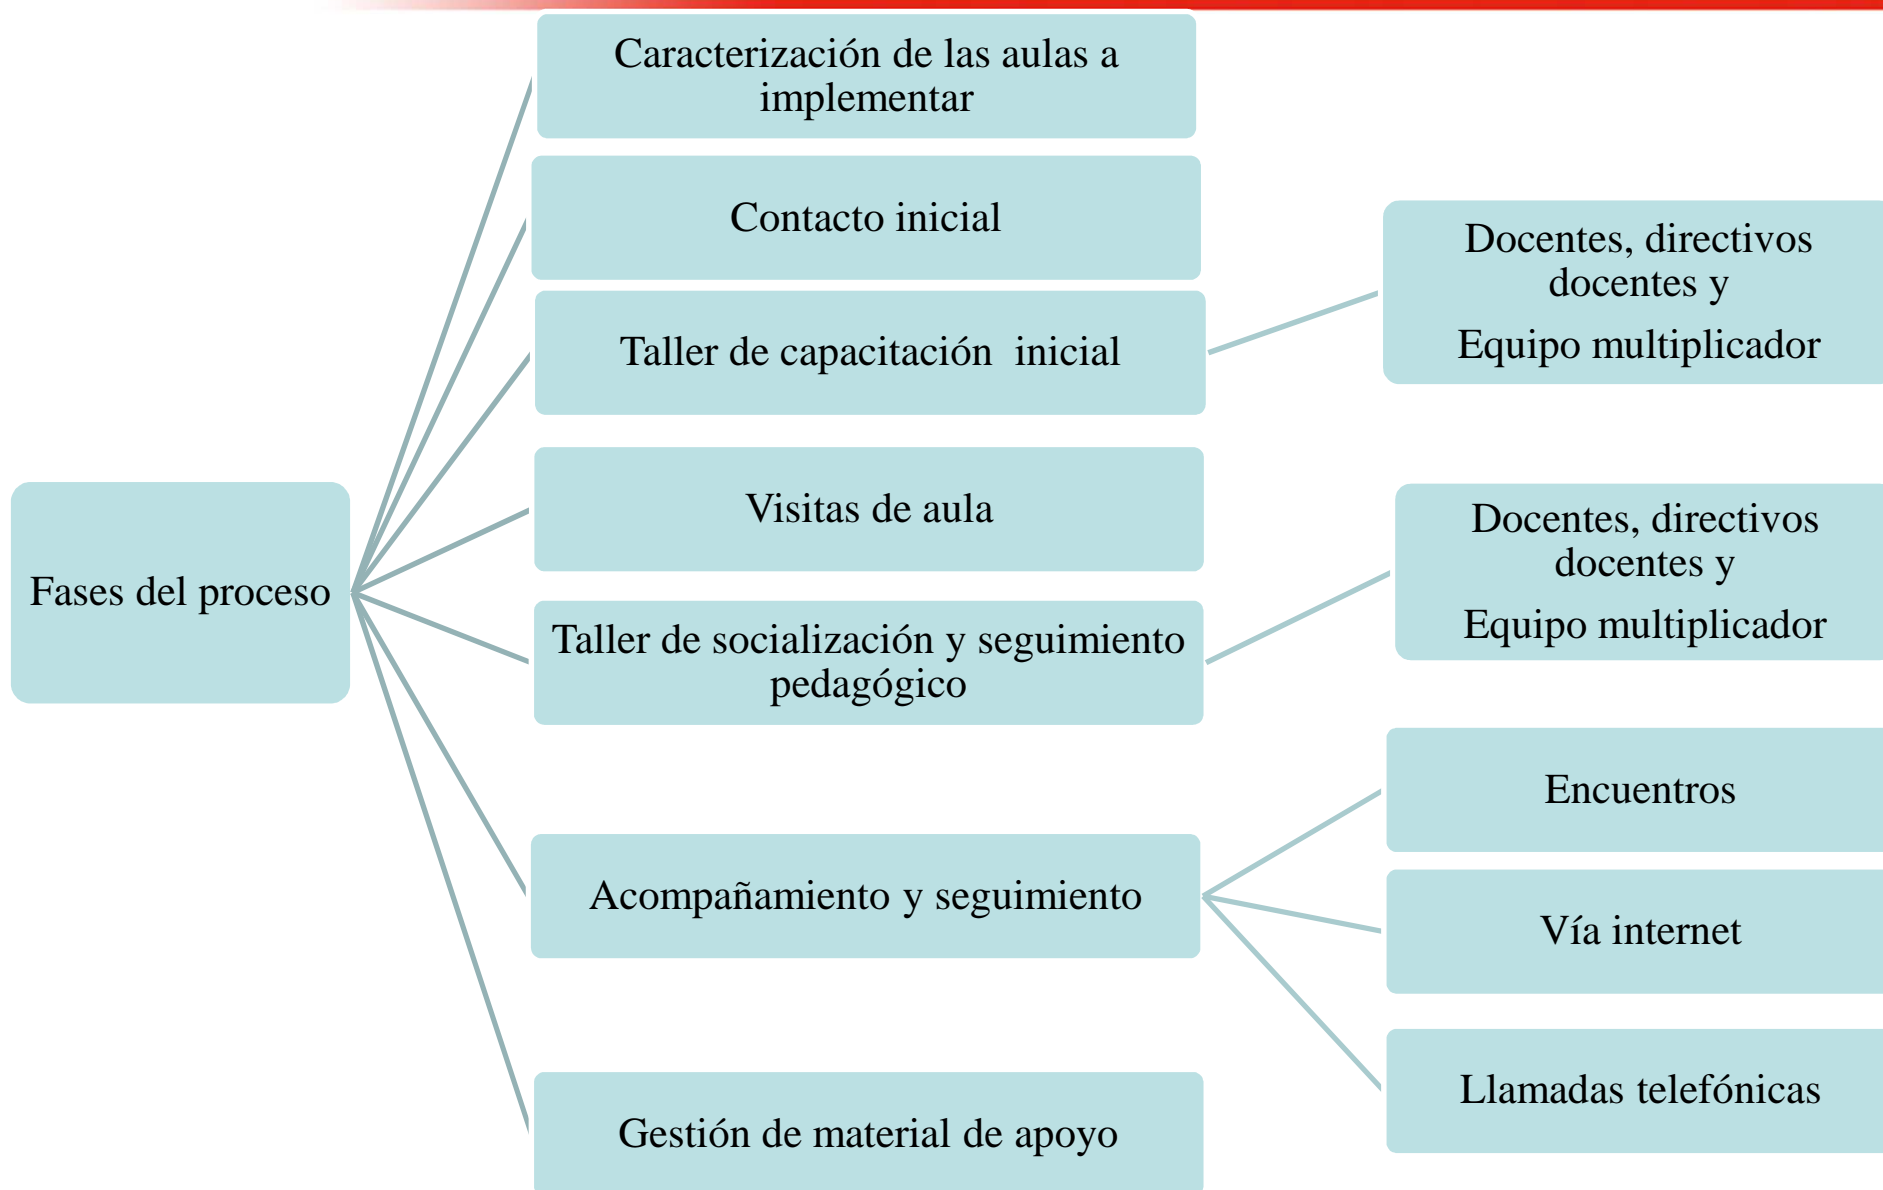 Fases del proceso
Caracterización de las aulas a
implementar
Contacto inicial
Taller de capacitación  inicial
Docentes, directivos
docentes y
Equipo multiplicador
Visitas de aula
Taller de socialización y seguimiento
pedagógico
Docentes, directivos
docentes y
Equipo multiplicador
Acompañamiento y seguimiento
Encuentros
Vía internet
Llamadas telefónicas
Gestión de material de apoyo